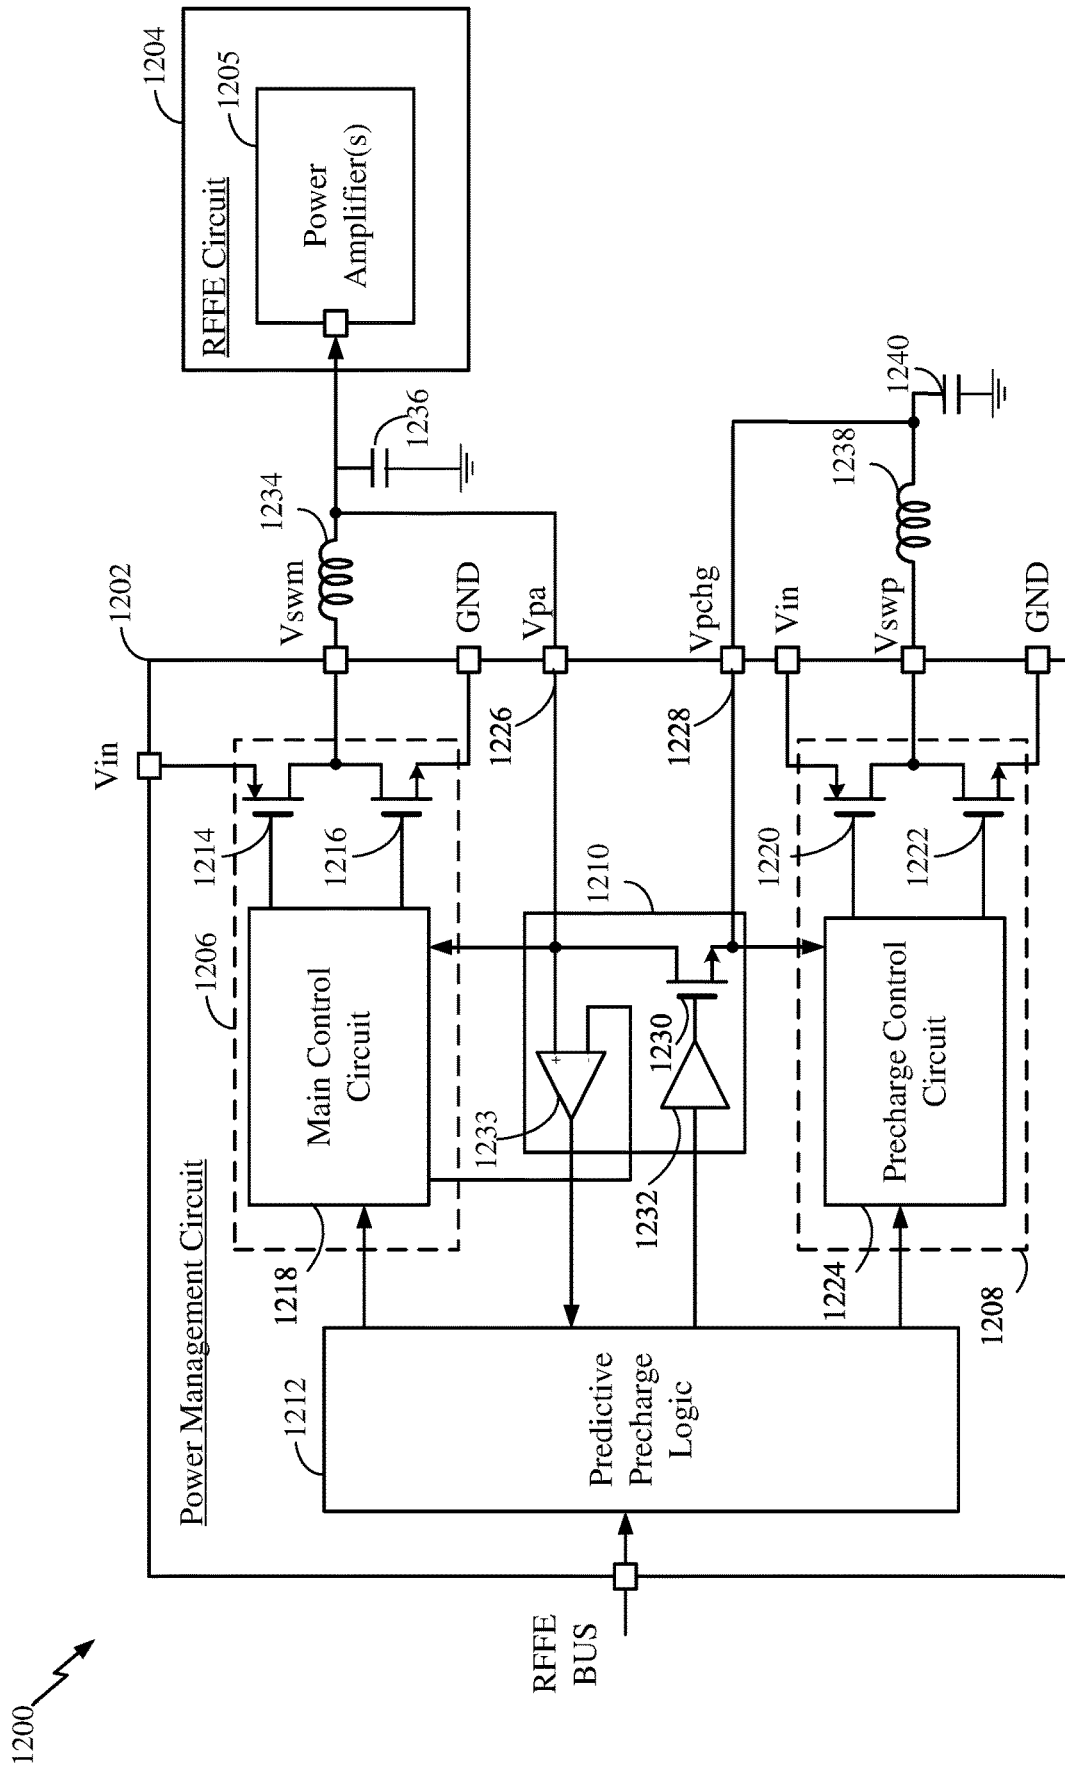 1200
RFFE
BUS
Power Management Circuit
1212
Predictive
Precharge
Logic
1202
1206
1218
Main Control
Circuit
1214
1216
Vin
Vswm
GND
Vpa
Vpchg
Vin
Vswp
GND
1226
1228
1210
1233
+
-
1230
1232
1220
1222
Precharge Control
Circuit
1224
1208
1234
1236
1238
1240
1204
RFFE Circuit
1205
Power
Amplifier(s)